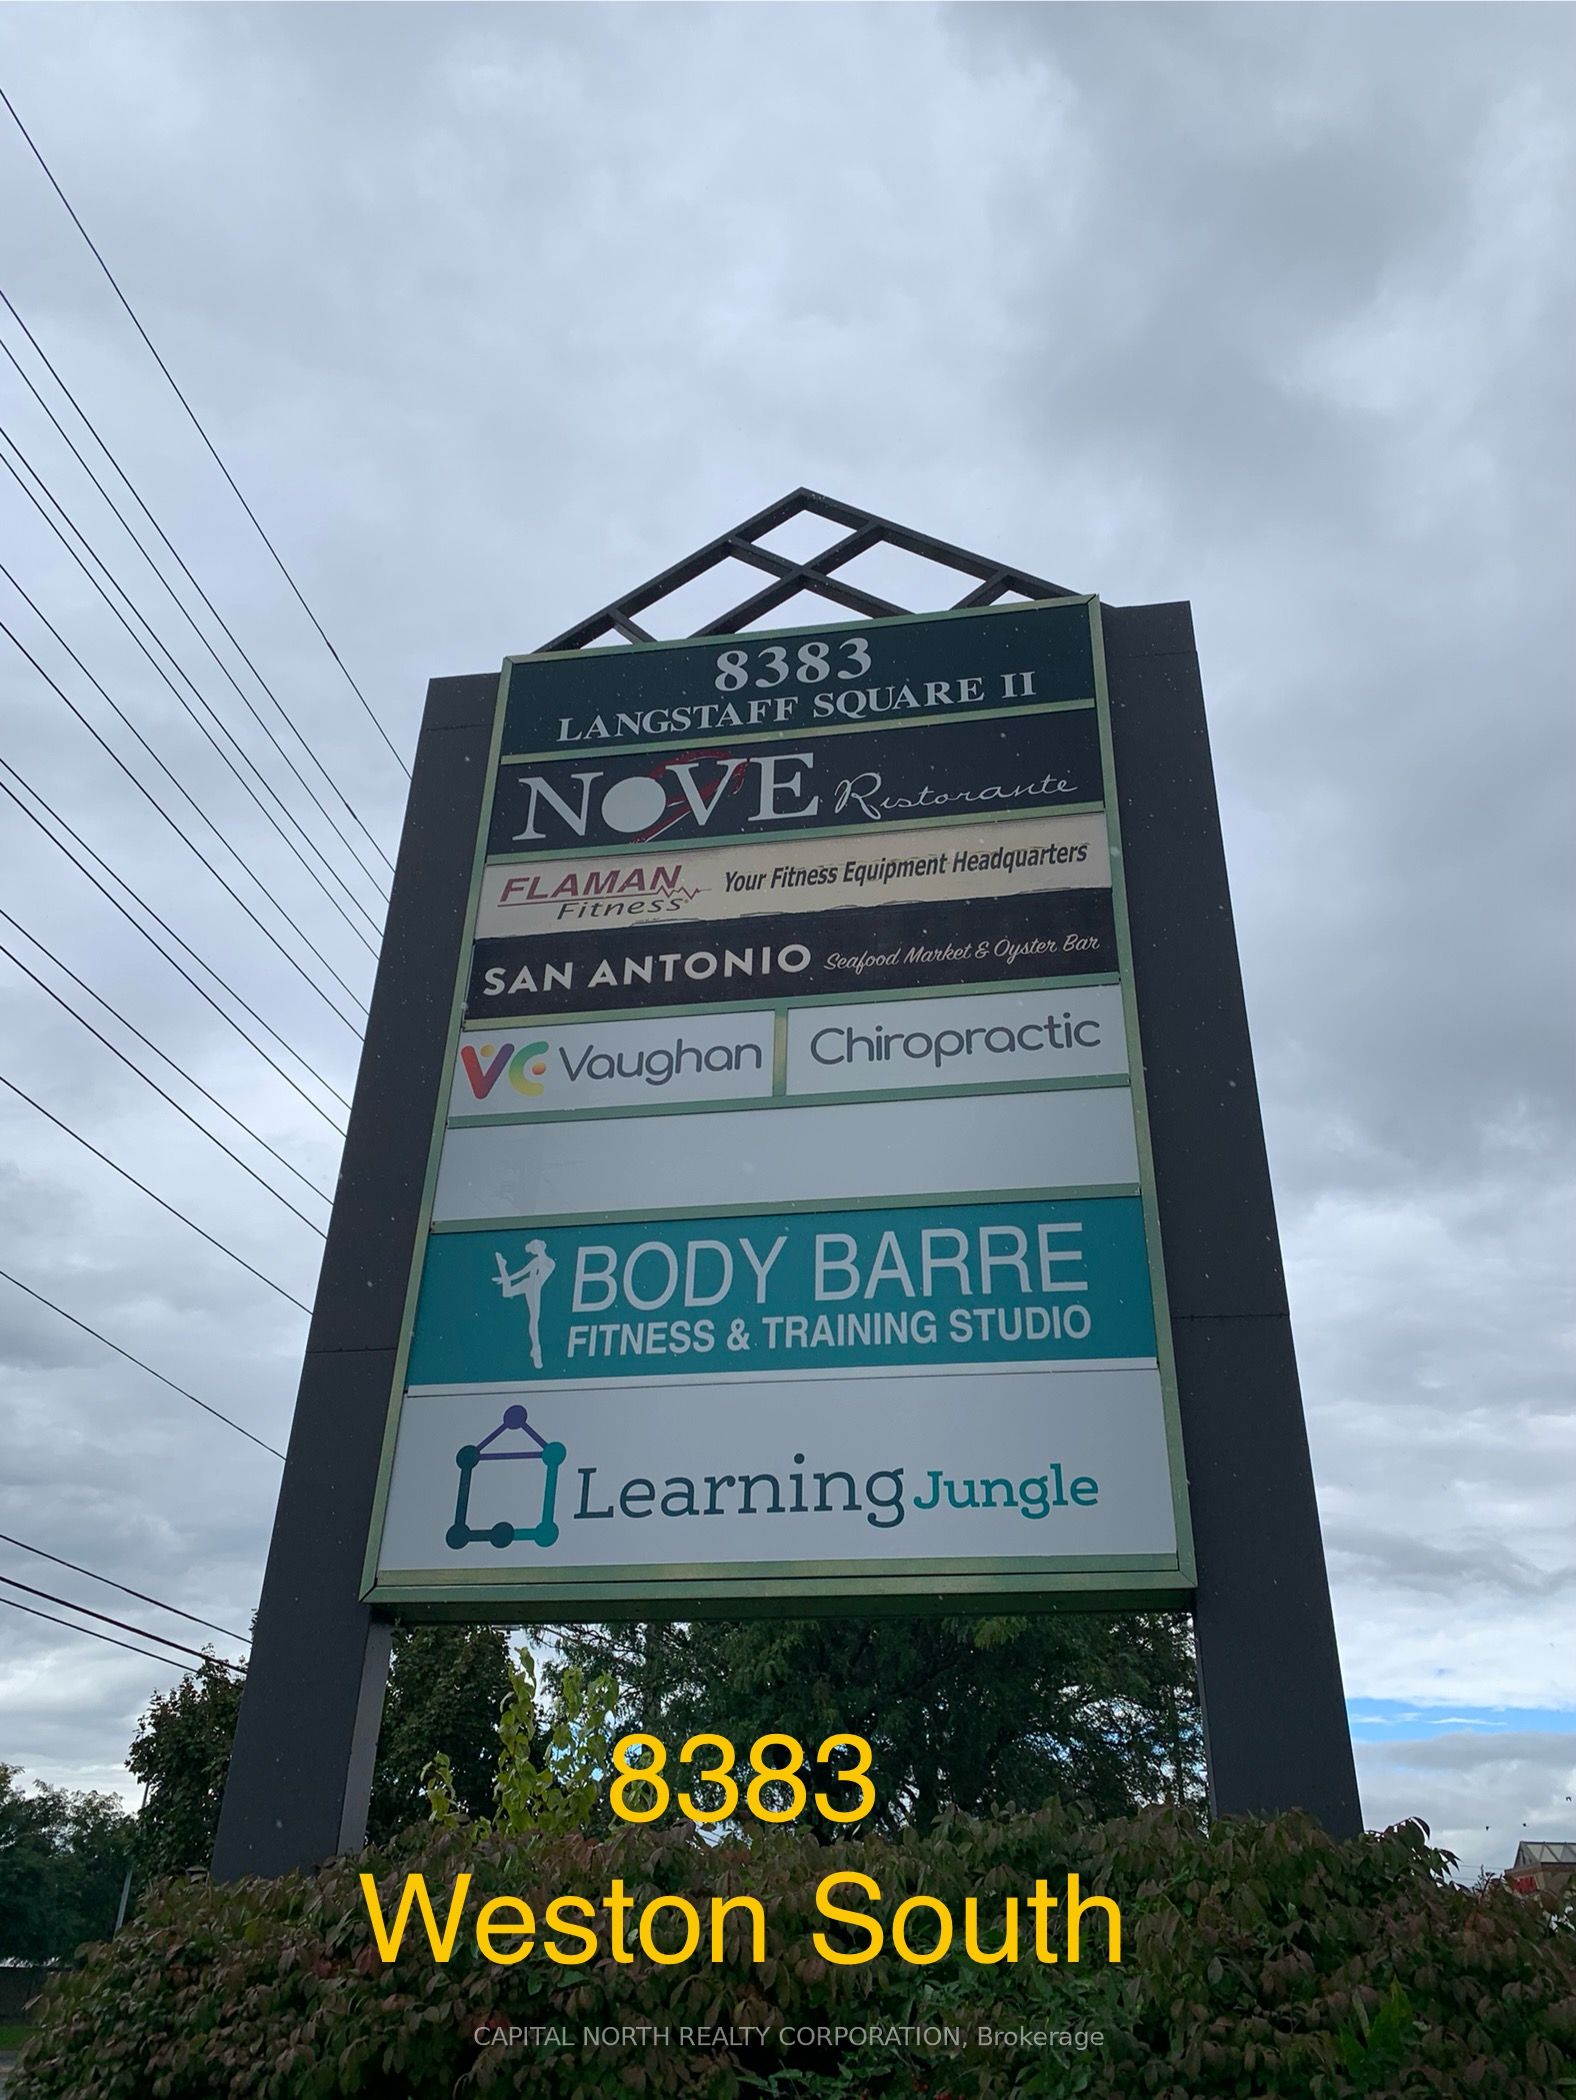 8383
LANGSTAFF SQUARE II
NOVE Ristorante
FLAMAN
Fitness
Your Fitness Equipment Headquarters
SAN ANTONIO Seafood Market & Oyster Bar
VC Vaughan Chiropractic
BODY BARRE
FITNESS & TRAINING STUDIO
Learning Jungle
8383
Weston South
CAPITAL NORTH REALTY CORPORATION, Brokerage